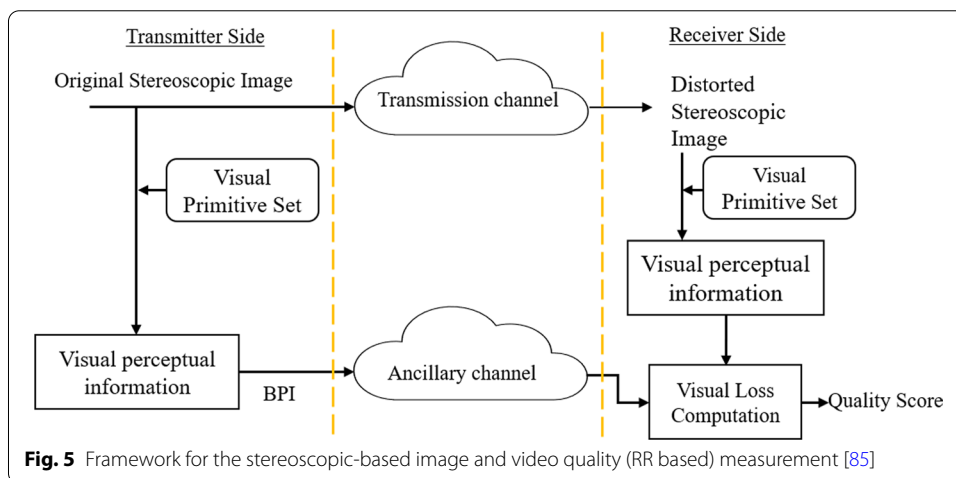 Transmitter Side
Receiver Side
Original Stereoscopic Image
Transmission channel
Distorted
Stereoscopic
Image
Visual
Primitive Set
Visual
Primitive Set
Visual perceptual
information
Visual perceptual
information
BPI
Ancillary channel
Visual Loss
Computation
Quality Score
Fig. 5 Framework for the stereoscopic-based image and video quality (RR based) measurement [85]